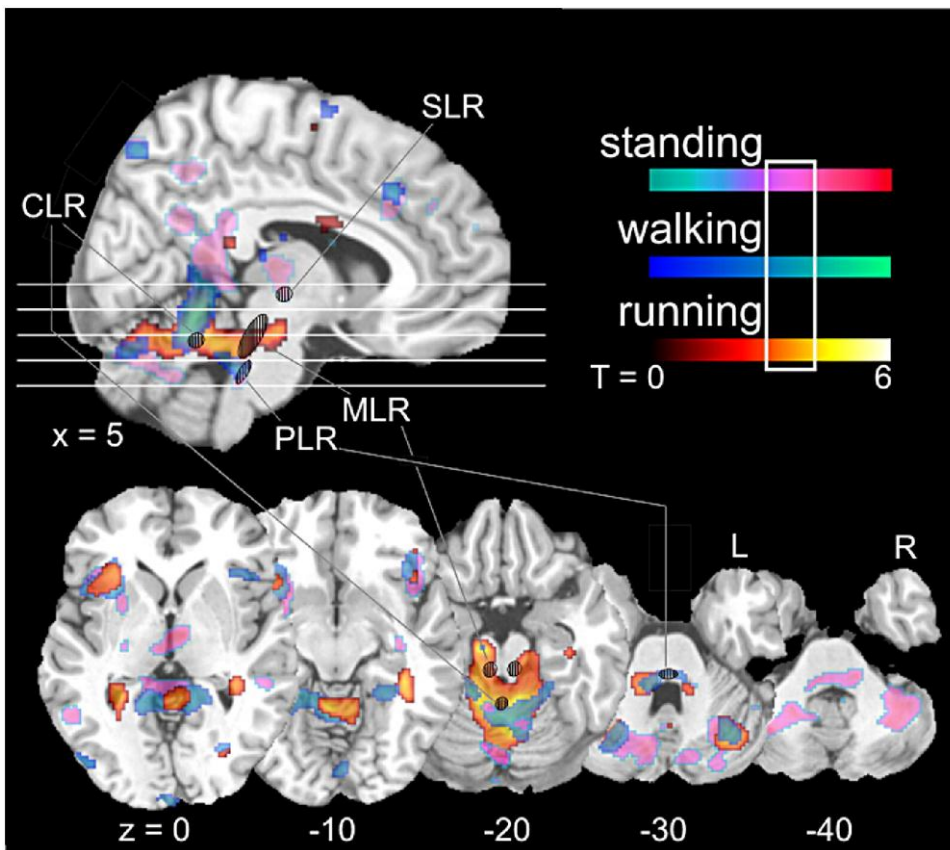 SLR
CLR
standing
walking
running
T = 0 6
MLR
x = 5
PLR
L R
z = 0 -10 -20 -30 -40